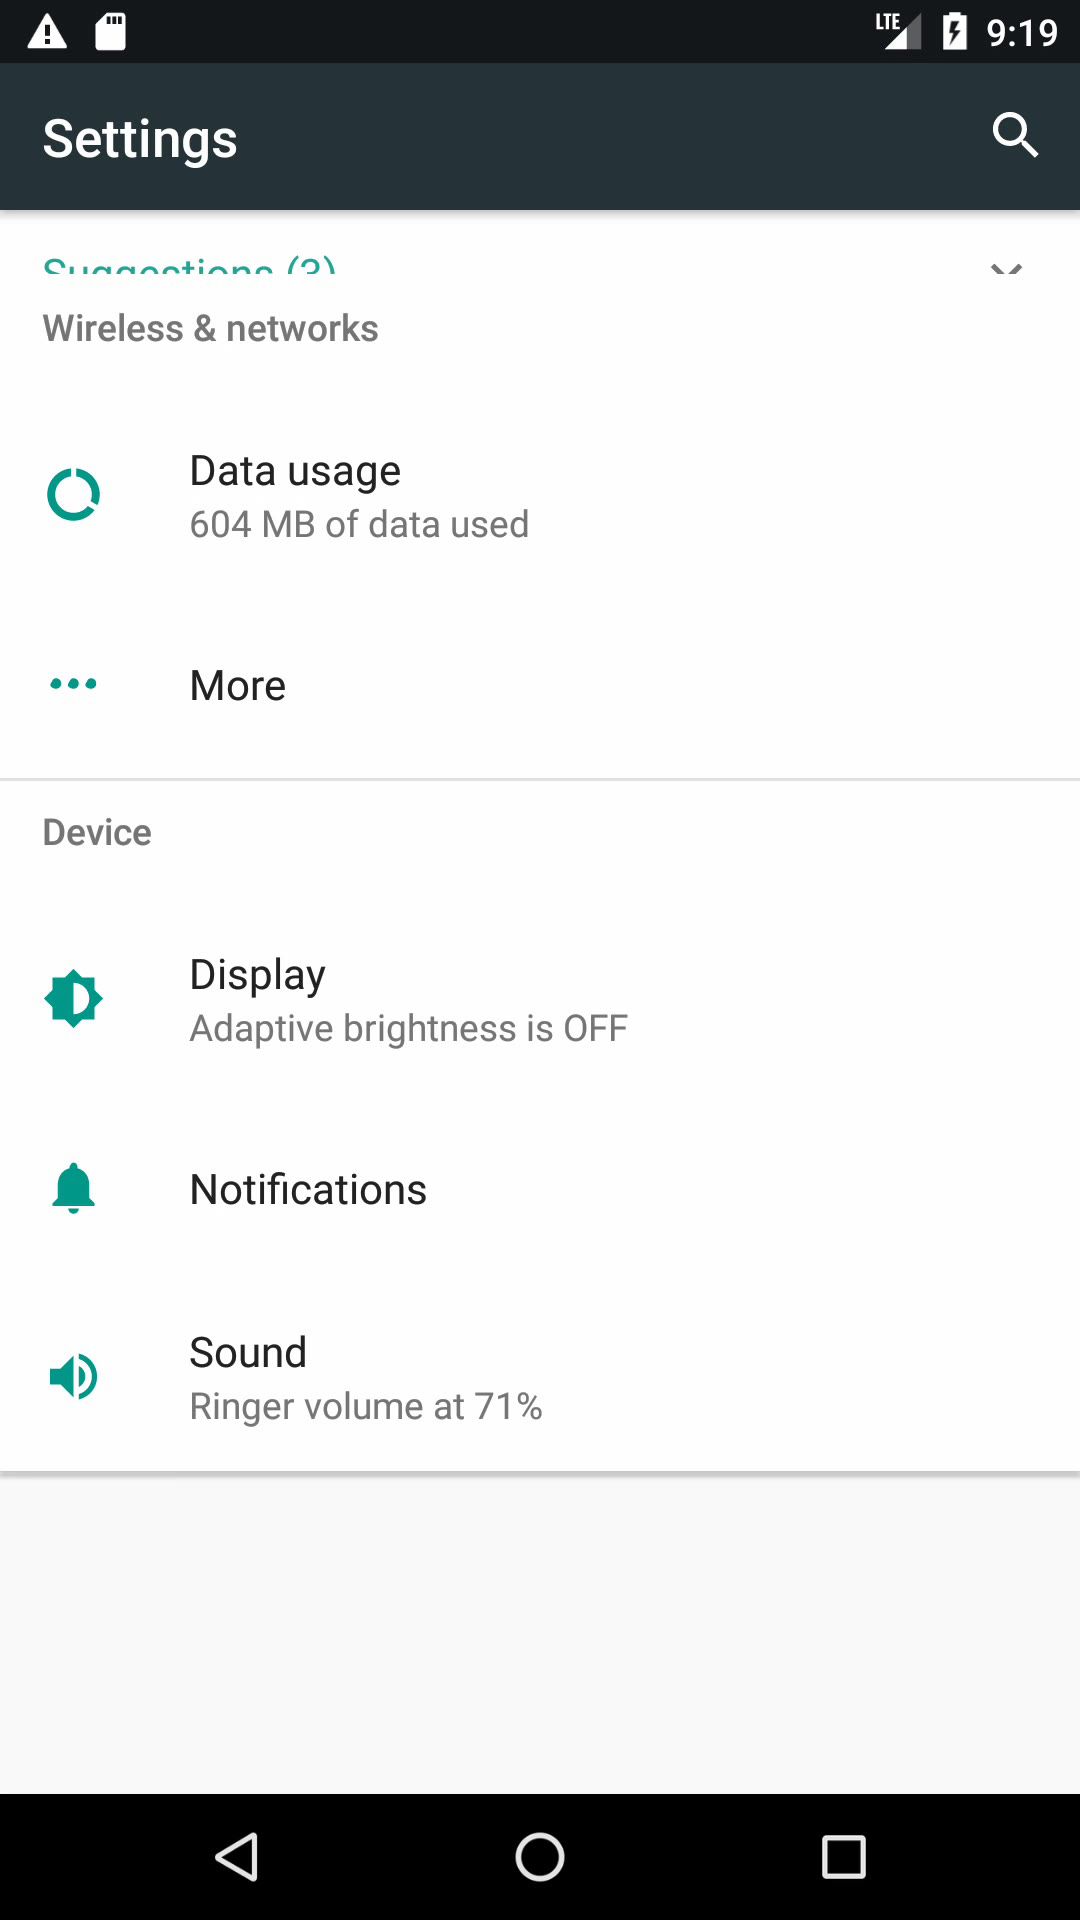 LTE 9:19
Settings
Suggestions (3)
Wireless & networks
Data usage
604 MB of data used
More
Device
Display
Adaptive brightness is OFF
Notifications
Sound
Ringer volume at 71%